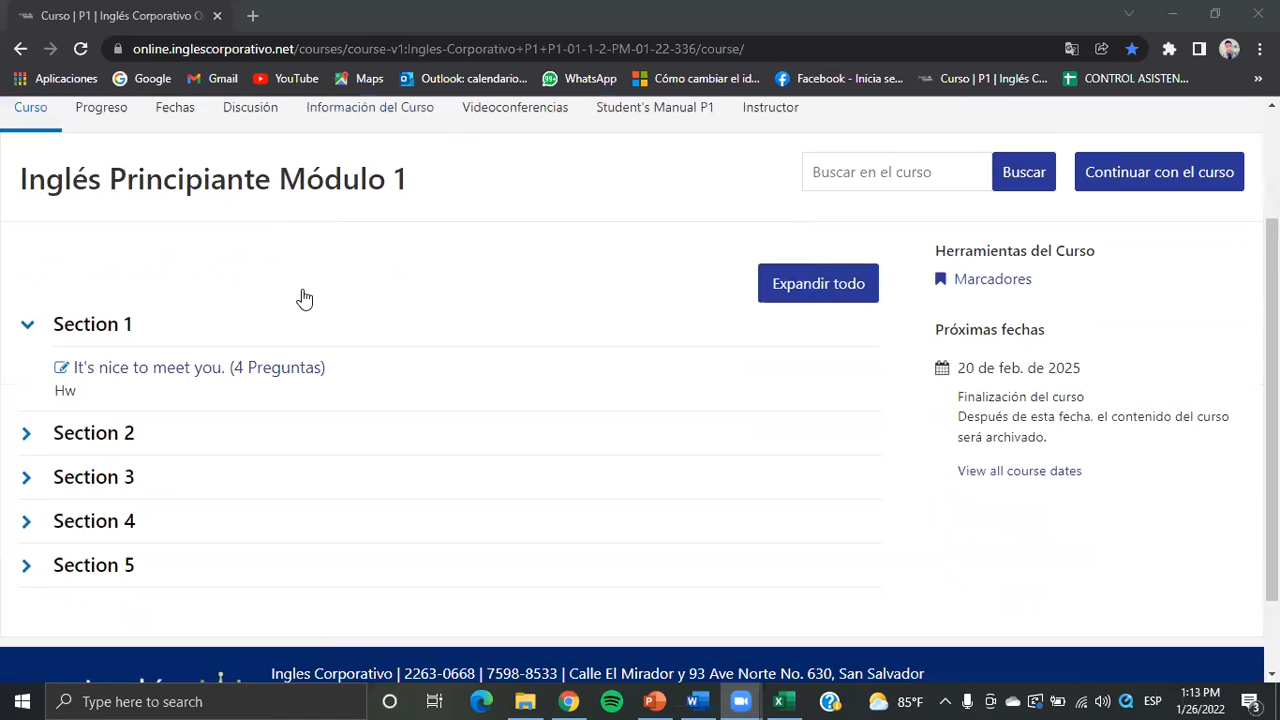 Curso | P1 | Inglés Corporativo O
online.inglescorporativo.net/courses/course-v1:Ingles-Corporativo+P1+P1-01-1-2-PM-01-22-336/course/
Aplicaciones Google Gmail YouTube Maps Outlook: calendario... 99+ WhatsApp Cómo cambiar el id... Facebook - Inicia se... Curso | P1 | Inglés C... CONTROL ASISTEN... »
Curso Progreso Fechas Discusión Información del Curso Videoconferencias Student's Manual P1 Instructor
Inglés Principiante Módulo 1
Buscar en el curso Buscar Continuar con el curso
Herramientas del Curso
Marcadores
Expandir todo
Section 1
It's nice to meet you. (4 Preguntas)
Hw
Section 2
Section 3
Section 4
Section 5
Próximas fechas
20 de feb. de 2025
Finalización del curso
Después de esta fecha, el contenido del curso
será archivado.
View all course dates
Ingles Corporativo | 2263-0668 | 7598-8533 | Calle El Mirador y 93 Ave Norte No. 630, San Salvador
Type here to search
85°F
ESP
1:13 PM
1/26/2022
3